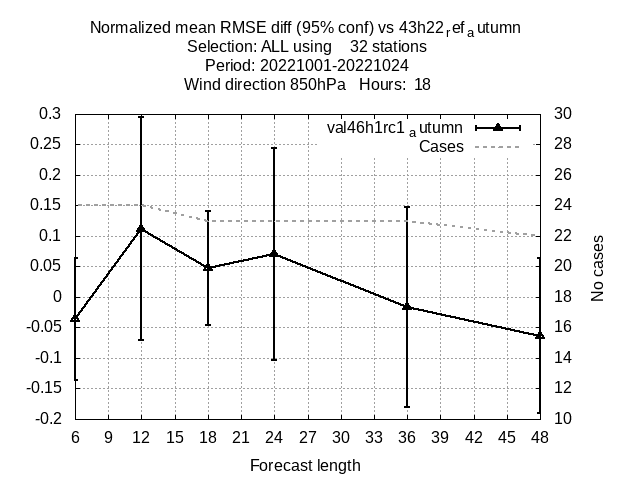 Normalized mean RMSE diff (95% conf) vs 43h22refautumn
Selection: ALL using 32 stations
Period: 20221001-20221024
Wind direction 850hPa Hours: 18
val46h1rc1autumn
Cases
0.3
0.25
0.2
0.15
0.1
0.05
0
-0.05
-0.1
-0.15
-0.2
30
28
26
24
22
20
18
16
14
12
10
No cases
6 9 12 15 18 21 24 27 30 33 36 39 42 45 48
Forecast length